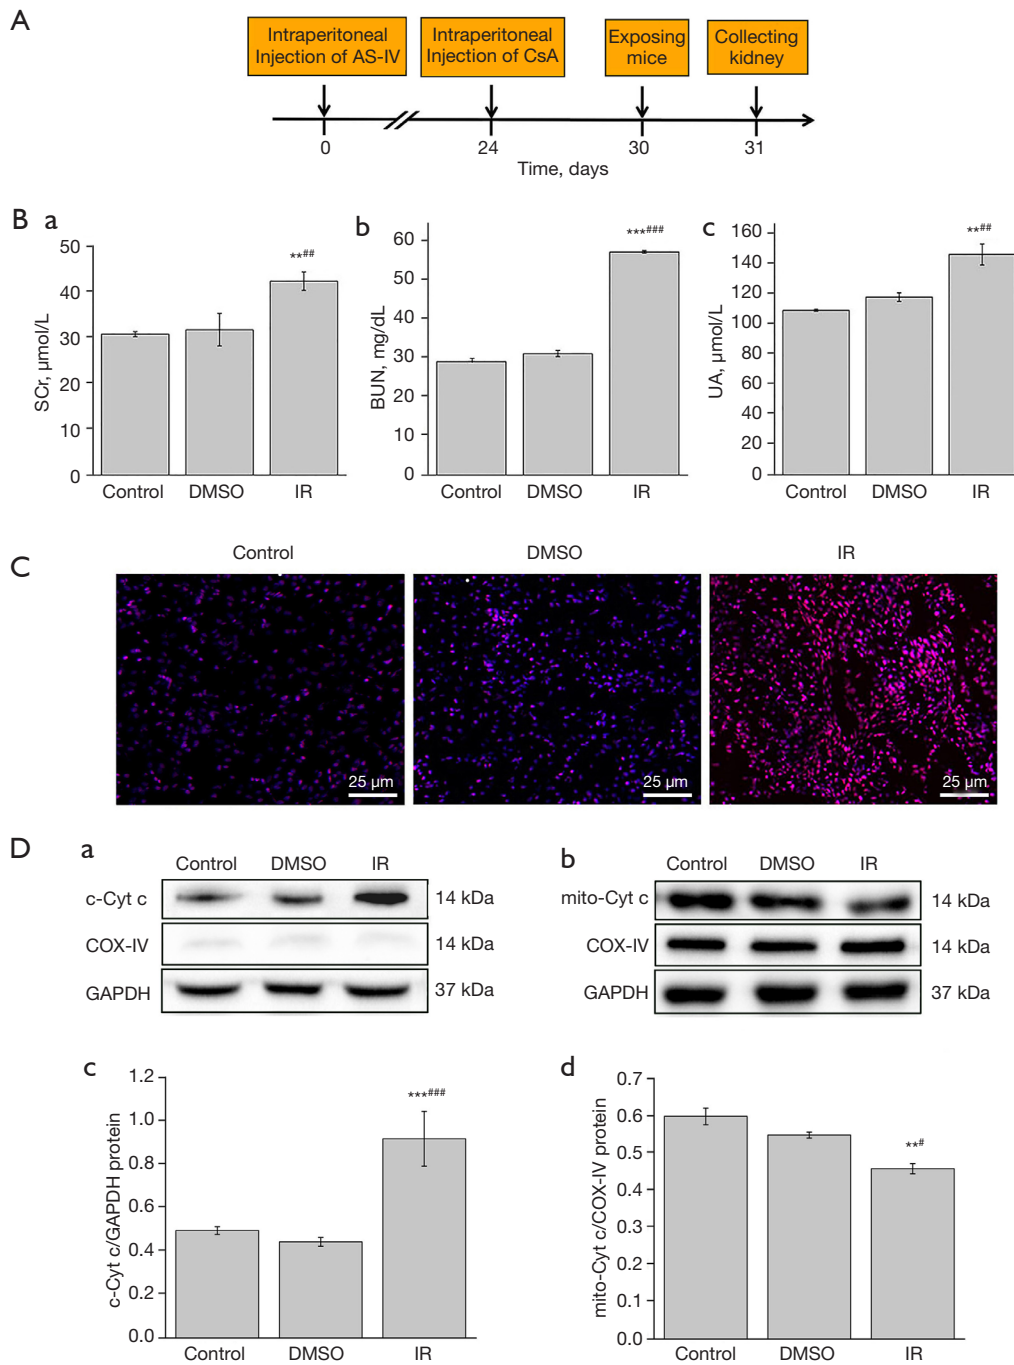 A
Intraperitoneal
Injection of AS-IV
Intraperitoneal
Injection of CsA
Exposing
mice
Collecting
kidney
0
24
30
31
Time, days
B
a
SCr, μmol/L
50
40
30
20
10
0
**##
Control
DMSO
IR
b
BUN, mg/dL
60
50
40
30
20
10
0
***###
Control
DMSO
IR
c
UA, μmol/L
160
140
120
100
80
60
40
20
0
**##
Control
DMSO
IR
C
Control
DMSO
IR
25 μm
25 μm
25 μm
D
a
Control
DMSO
IR
c-Cyt c
14 kDa
COX-IV
14 kDa
GAPDH
37 kDa
b
Control
DMSO
IR
mito-Cyt c
14 kDa
COX-IV
14 kDa
GAPDH
37 kDa
c
c-Cyt c/GAPDH protein
1.2
1.0
0.8
0.6
0.4
0.2
0.0
***###
Control
DMSO
IR
d
mito-Cyt c/COX-IV protein
0.7
0.6
0.5
0.4
0.3
0.2
0.1
0.0
**#
Control
DMSO
IR